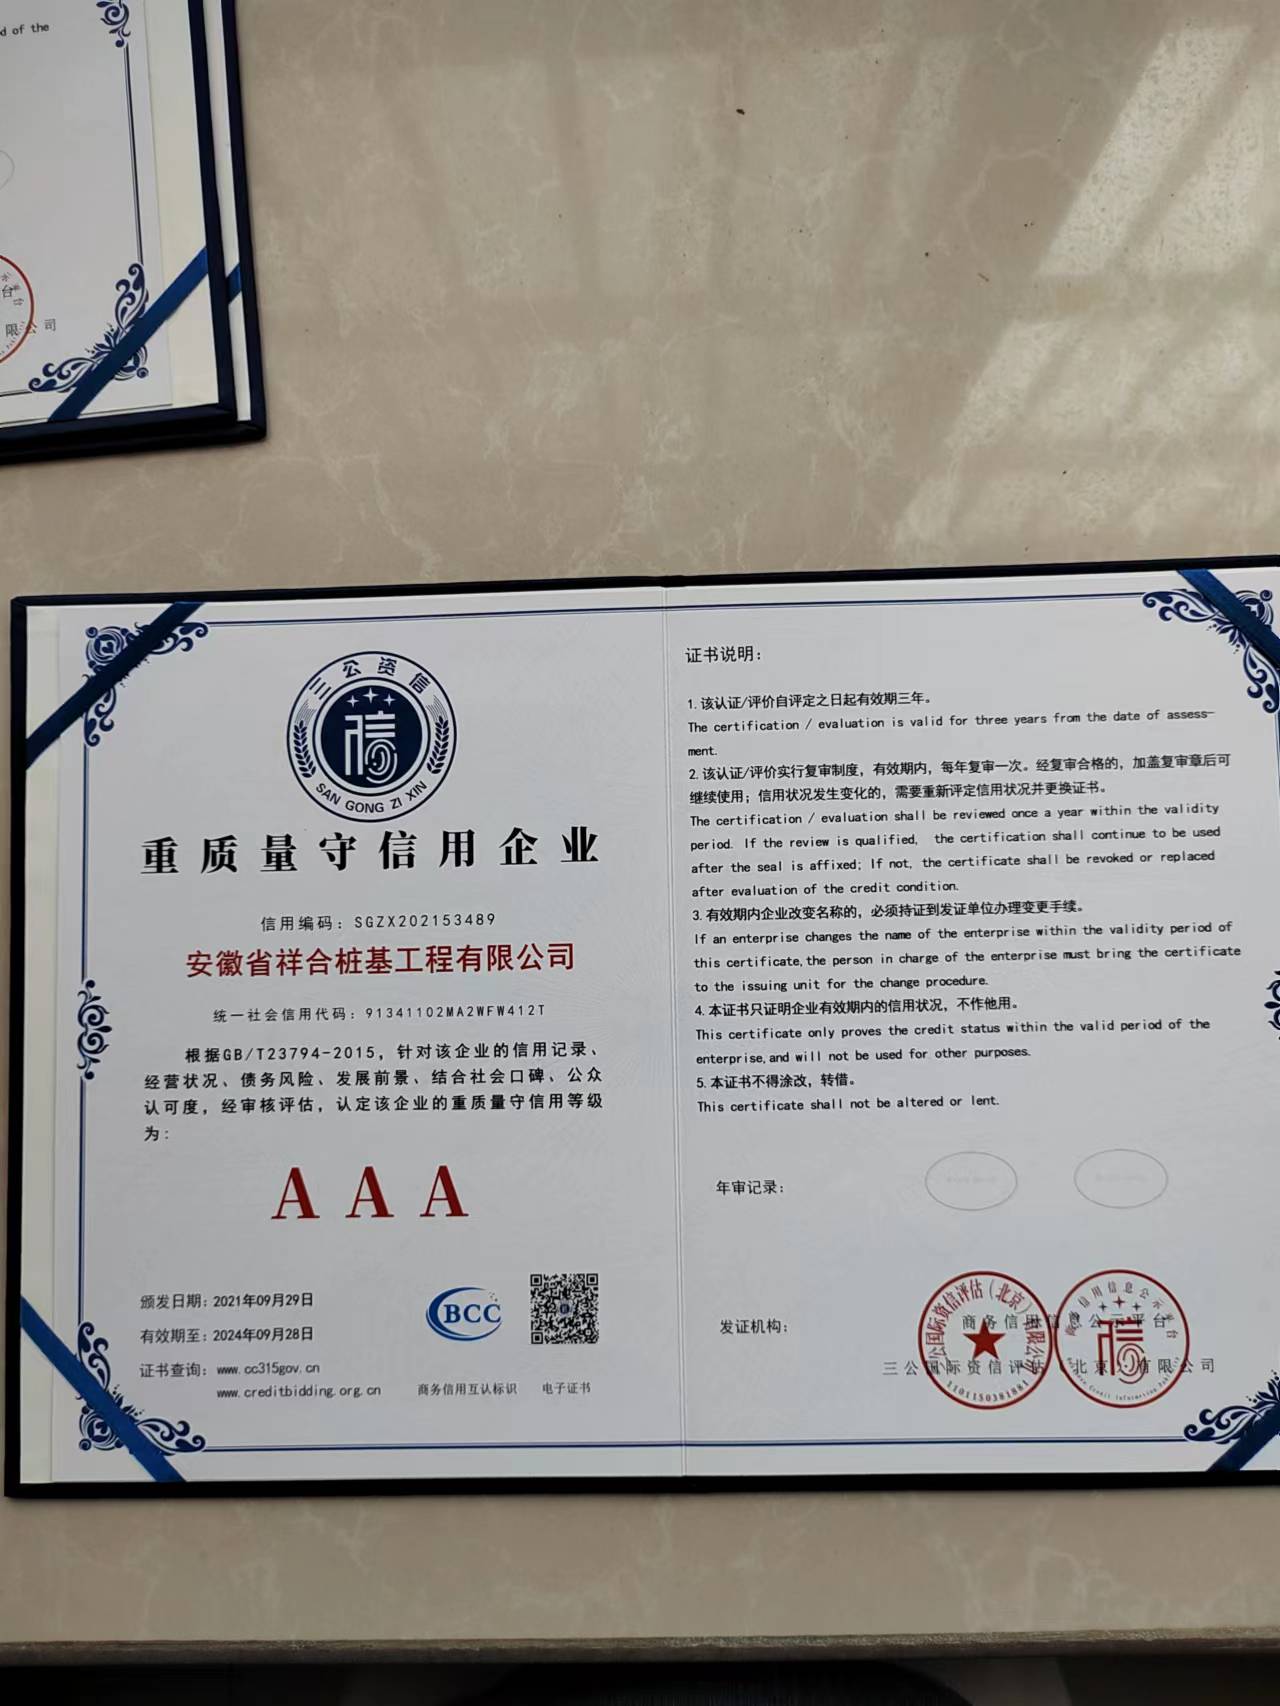 d of the
三公资信
SAN GONG ZI XIN
重质量守信用企业
信用编码：SGZX202153489
安徽省祥合桩基工程有限公司
统一社会信用代码：91341102MA2WFW412T
根据GB/T23794-2015，针对该企业的信用记录、
经营状况、债务风险、发展前景、结合社会口碑、公众
认可度，经审核评估，认定该企业的重质量守信用等级
为：
AAA
颁发日期：2021年09月29日
有效期至：2024年09月28日
证书查询：www.cc315gov.cn
www.creditbidding.org.cn
BCC
商务信用互认标识
电子证书
证书说明：
1.该认证/评价自评定之日起有效期三年。
The certification / evaluation is valid for three years from the date of assess-
ment.
2.该认证/评价实行复审制度，有效期内，每年复审一次。经复审合格的，加盖复审章后可
继续使用；信用状况发生变化的，需要重新评定信用状况并更换证书。
The certification / evaluation shall be reviewed once a year within the validity
period. If the review is qualified, the certification shall continue to be used
after the seal is affixed; If not, the certificate shall be revoked or replaced
after evaluation of the credit condition.
3.有效期内企业改变名称的，必须持证到发证单位办理变更手续。
If an enterprise changes the name of the enterprise within the validity period of
this certificate,the person in charge of the enterprise must bring the certificate
to the issuing unit for the change procedure.
4.本证书只证明企业有效期内的信用状况，不作他用。
This certificate only proves the credit status within the valid period of the
enterprise,and will not be used for other purposes.
5.本证书不得涂改，转借。
This certificate shall not be altered or lent.
年审记录：
发证机构：
商务信用信息公示平台
三公国际资信评估（北京）有限公司
1101150381881